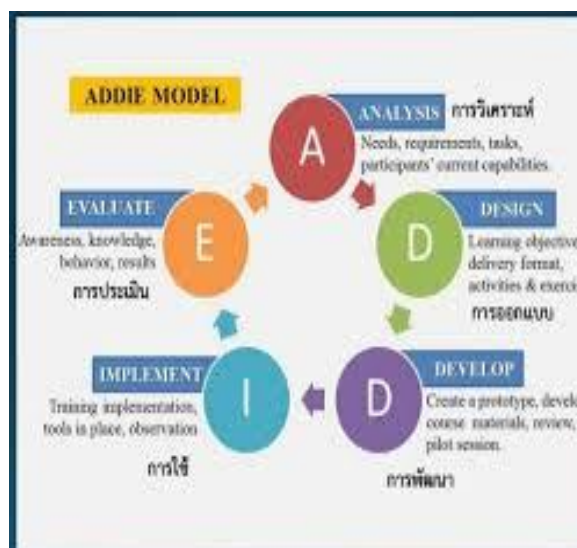 ADDIE MODEL
A
ANALYSIS การวิเคราะห์
Needs, requirements, tasks,
participants' current capabilities.
D
DESIGN
Learning objective
delivery format,
activities & exerci
การออกแบบ
D
DEVELOP
Create a prototype, develo
course materials, review,
pilot session.
การพัฒนา
I
IMPLEMENT
Training implementation,
tools in place, observation
การใช้
E
EVALUATE
Awareness, knowledge,
behavior, results
การประเมิน